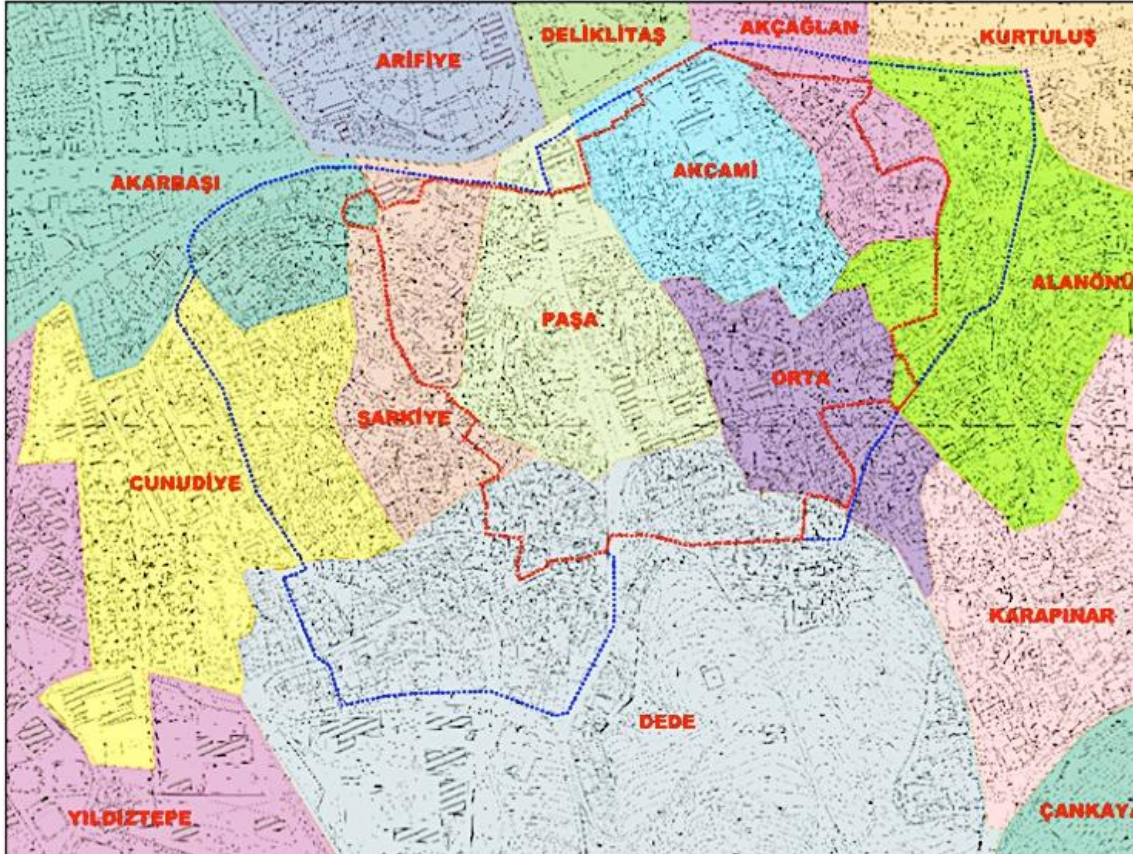 DELİKLİTAŞ
AKÇAĞLAN
KURTULUŞ
ARİFİYE
AKARBAŞI
AKCAMİ
ALANÖNÜ
PAŞA
ORTA
ŞARKİYE
CUNUDİYE
KARAPINAR
DEDE
YILDIZTEPE
ÇANKAYA